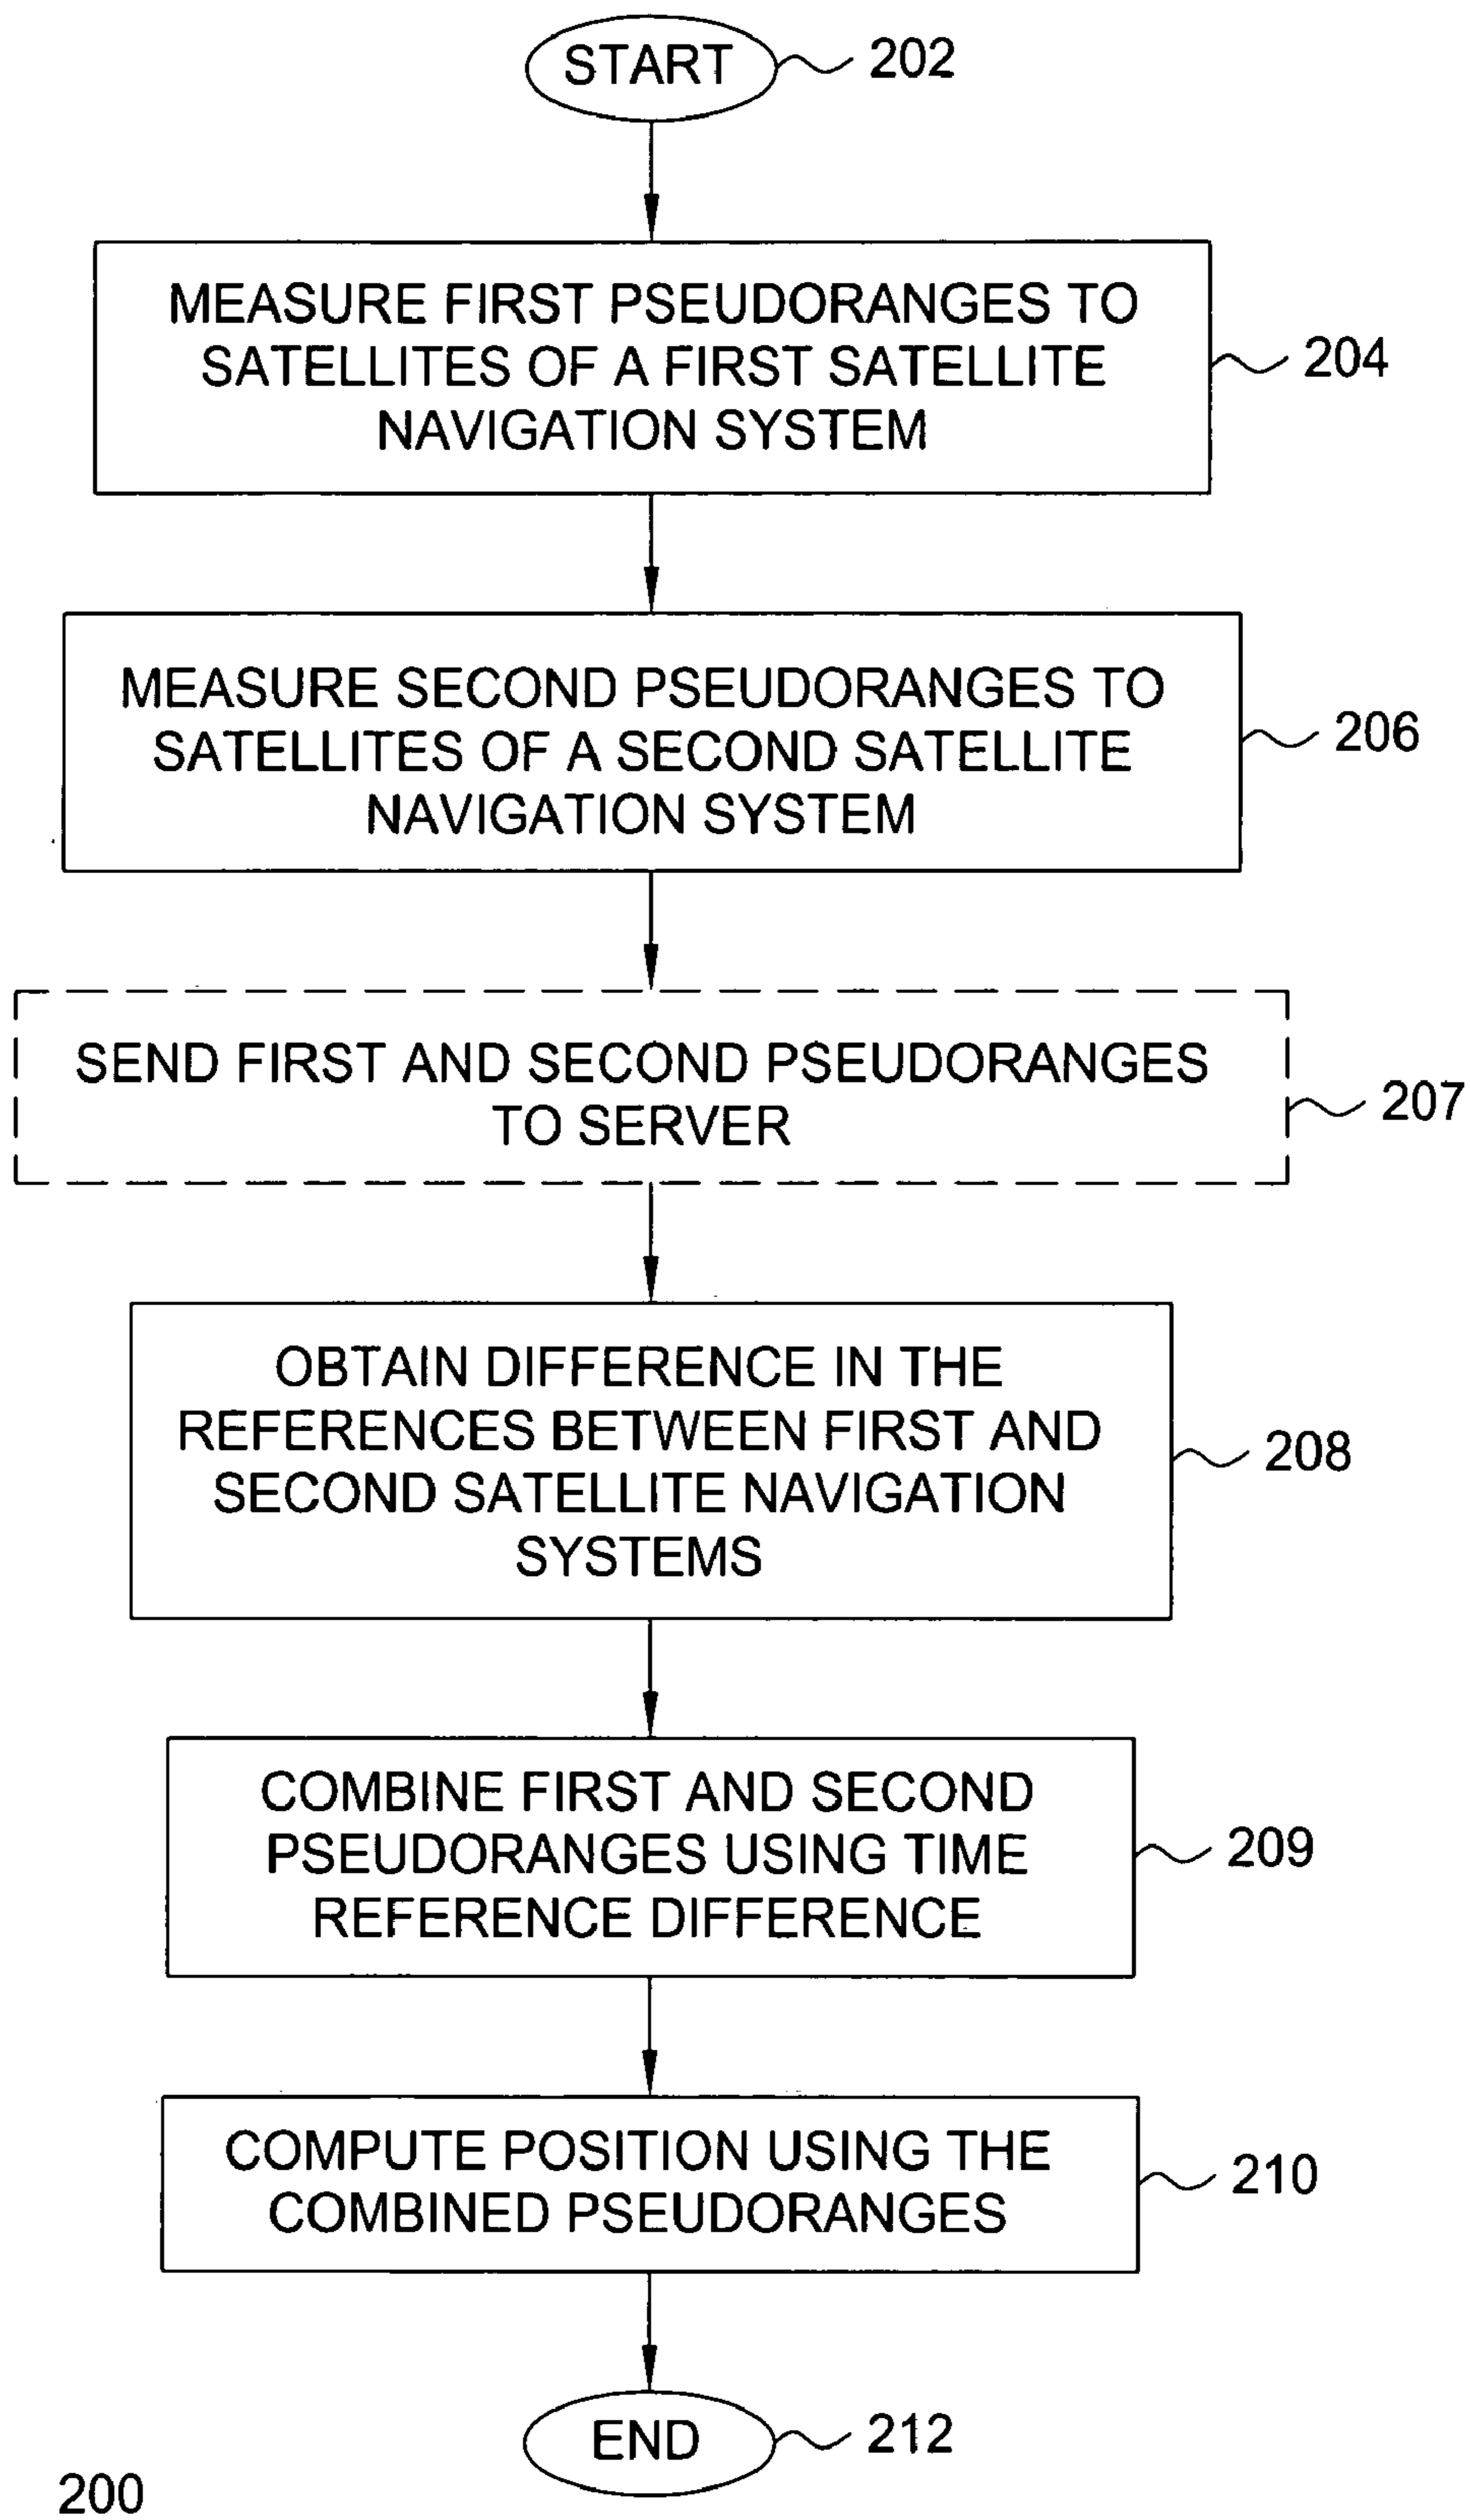 START
202
MEASURE FIRST PSEUDORANGES TO
SATELLITES OF A FIRST SATELLITE
NAVIGATION SYSTEM
204
MEASURE SECOND PSEUDORANGES TO
SATELLITES OF A SECOND SATELLITE
NAVIGATION SYSTEM
206
SEND FIRST AND SECOND PSEUDORANGES
TO SERVER
207
OBTAIN DIFFERENCE IN THE
REFERENCES BETWEEN FIRST AND
SECOND SATELLITE NAVIGATION
SYSTEMS
208
COMBINE FIRST AND SECOND
PSEUDORANGES USING TIME
REFERENCE DIFFERENCE
209
COMPUTE POSITION USING THE
COMBINED PSEUDORANGES
210
END
212
200